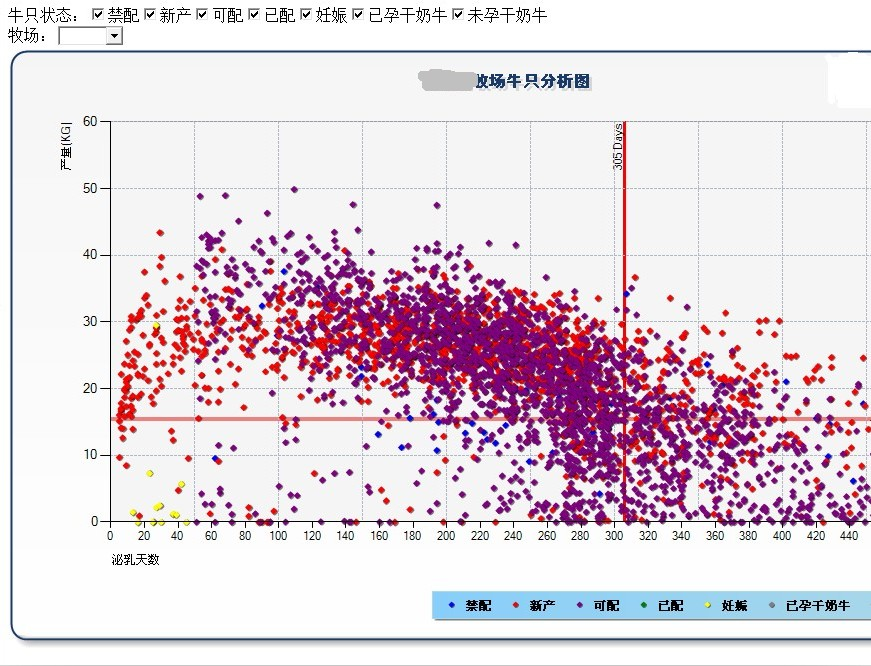 牛只状态： 禁配 新产 可配 已配 妊娠 已孕干奶牛 未孕干奶牛
牧场：
牧场牛只分析图
产量(KG)
60
50
40
30
20
10
0
305 Days
0 20 40 60 80 100 120 140 160 180 200 220 240 260 280 300 320 340 360 380 400 420 440
泌乳天数
禁配 新产 可配 已配 妊娠 已孕干奶牛